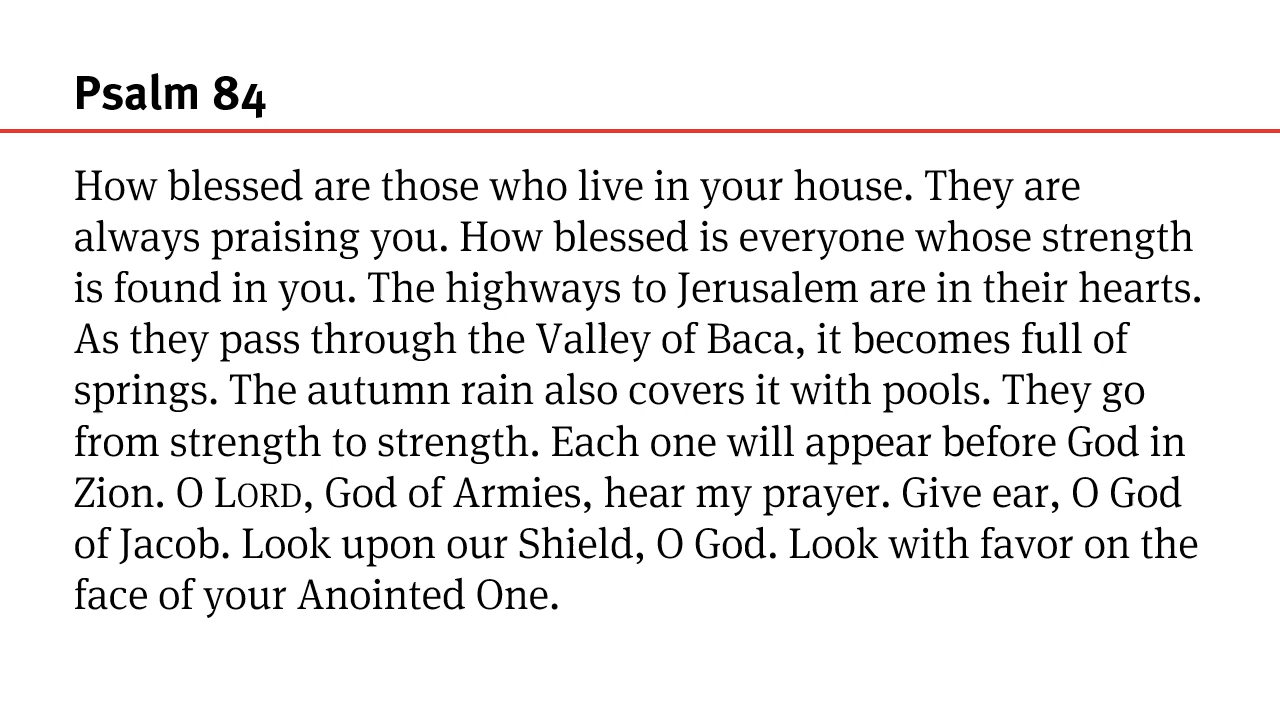 Psalm 84
How blessed are those who live in your house. They are
always praising you. How blessed is everyone whose strength
is found in you. The highways to Jerusalem are in their hearts.
As they pass through the Valley of Baca, it becomes full of
springs. The autumn rain also covers it with pools. They go
from strength to strength. Each one will appear before God in
Zion. O LORD, God of Armies, hear my prayer. Give ear, O God
of Jacob. Look upon our Shield, O God. Look with favor on the
face of your Anointed One.